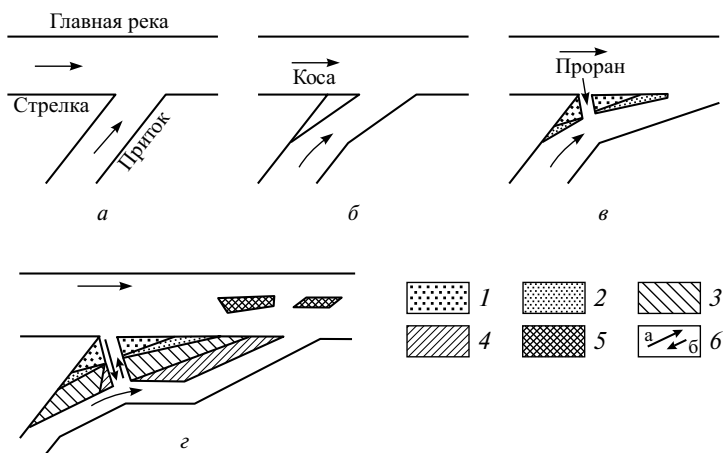 Главная река
Стрелка
Приток
а
Коса
б
Проран
в
г
1
2
3
4
5
а
б
6